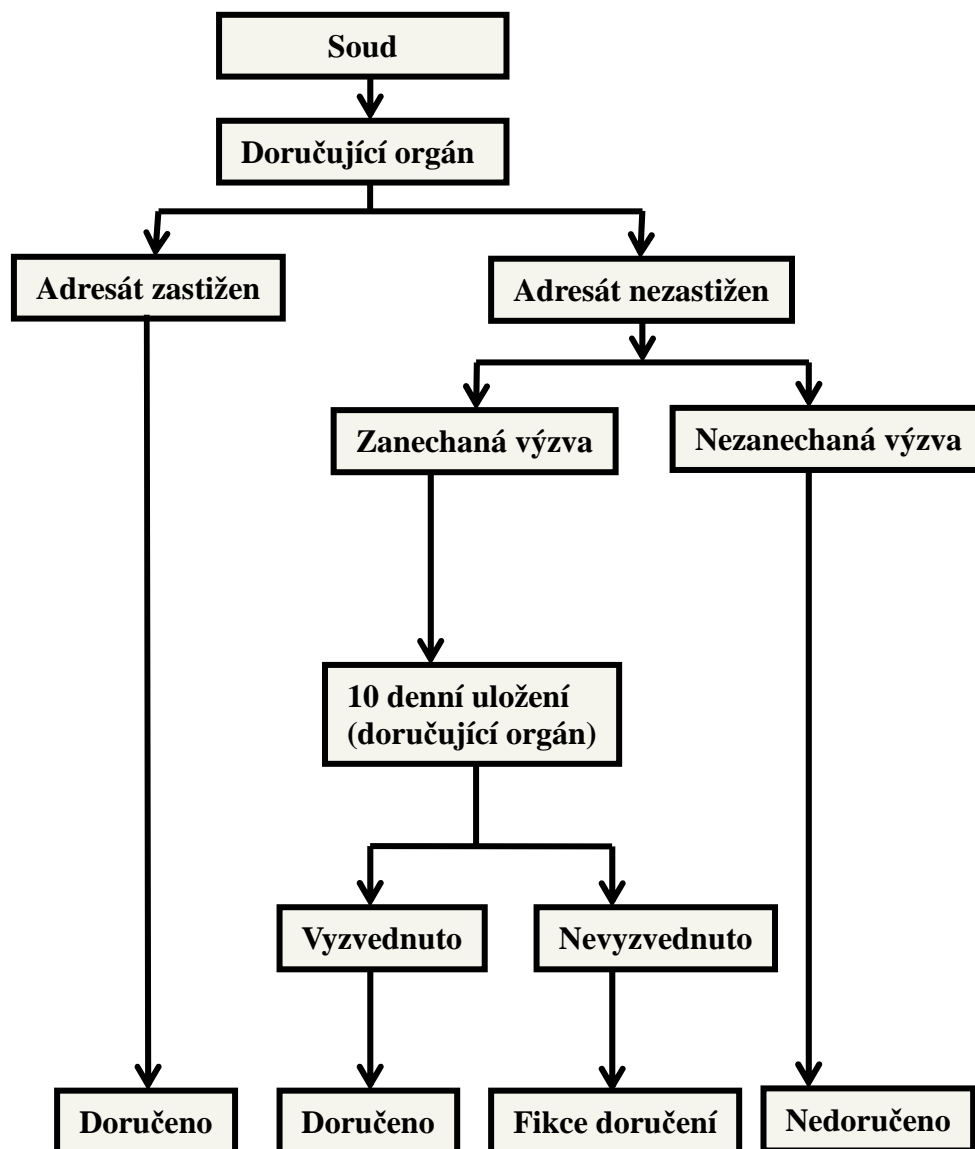 Soud
Doručující orgán
Adresát zastižen
Adresát nezastižen
Zanechaná výzva
Nezanechaná výzva
10 denní uložení
(doručující orgán)
Vyzvednuto
Nevyzvednuto
Doručeno
Doručeno
Fikce doručení
Nedoručeno